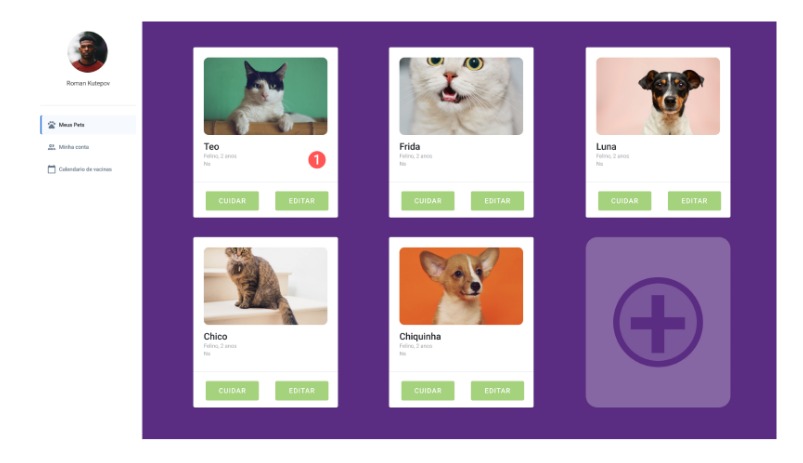 Roman Kutepov
Meus Pets
Minha conta
Calendário de vacinas
Teo
Felino, 2 anos
No
1
CUIDAR
EDITAR
Frida
Felino, 2 anos
No
CUIDAR
EDITAR
Luna
Felino, 2 anos
No
CUIDAR
EDITAR
Chico
Felino, 2 anos
No
CUIDAR
EDITAR
Chiquinha
Felino, 2 anos
No
CUIDAR
EDITAR